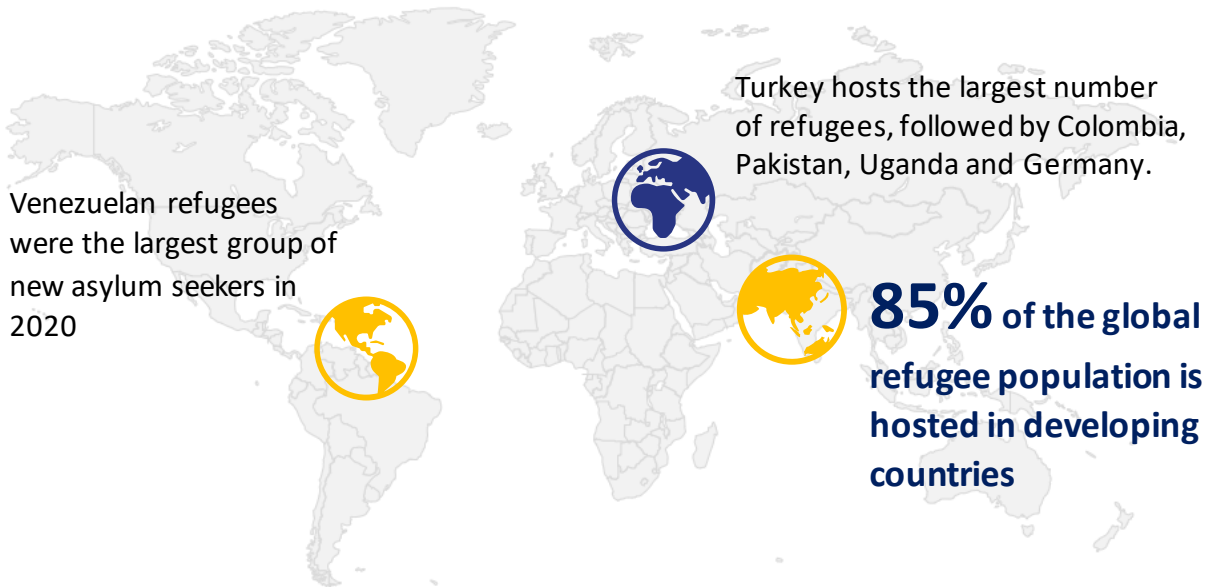 Turkey hosts the largest number
of refugees, followed by Colombia,
Pakistan, Uganda and Germany.
Venezuelan refugees
were the largest group of
new asylum seekers in
2020
85% of the global
refugee population is
hosted in developing
countries